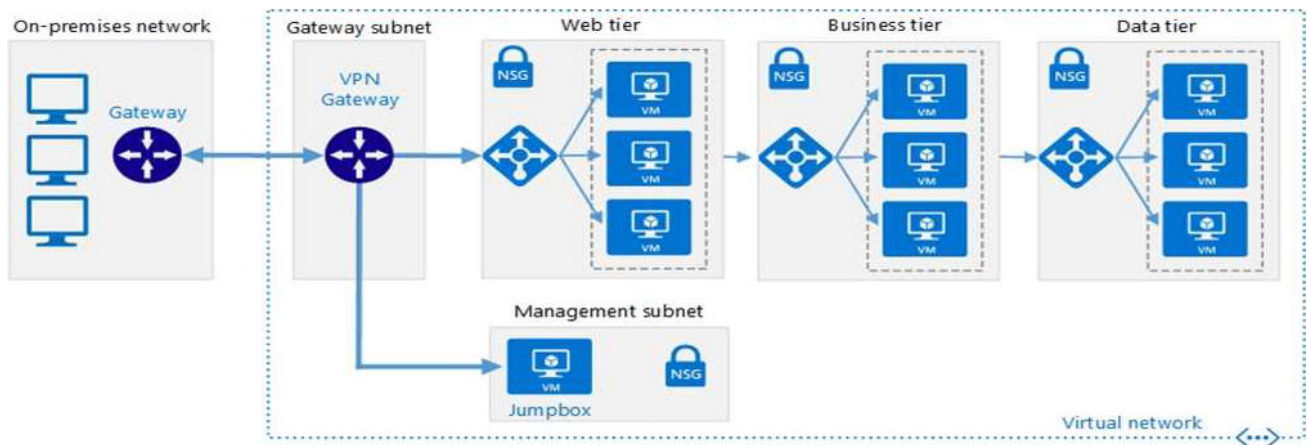 On-premises network
Gateway
Gateway subnet
VPN
Gateway
Web tier
NSG
VM
VM
VM
Business tier
NSG
VM
VM
VM
Data tier
NSG
VM
VM
VM
Management subnet
VM
Jumpbox
NSG
Virtual network